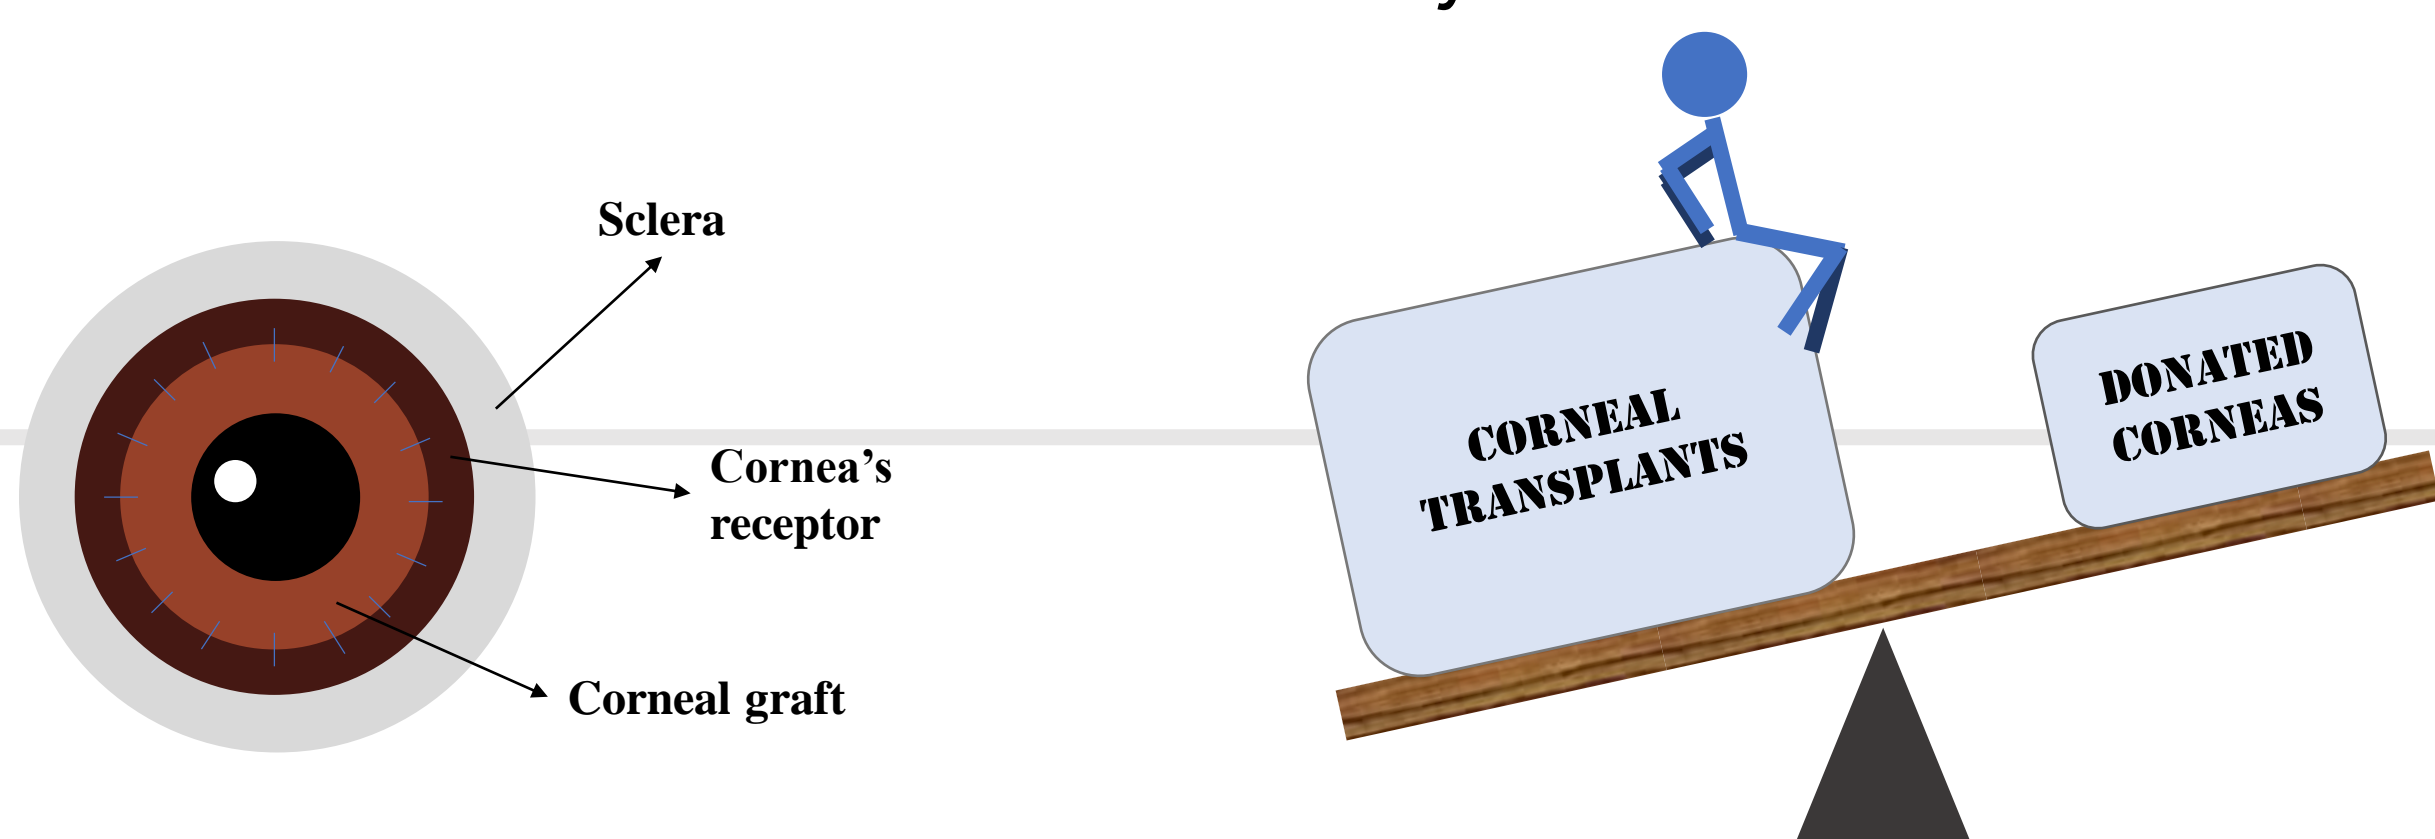 Sclera
Cornea’s
receptor
Corneal graft
CORNEAL
TRANSPLANTS
DONATED
CORNEAS